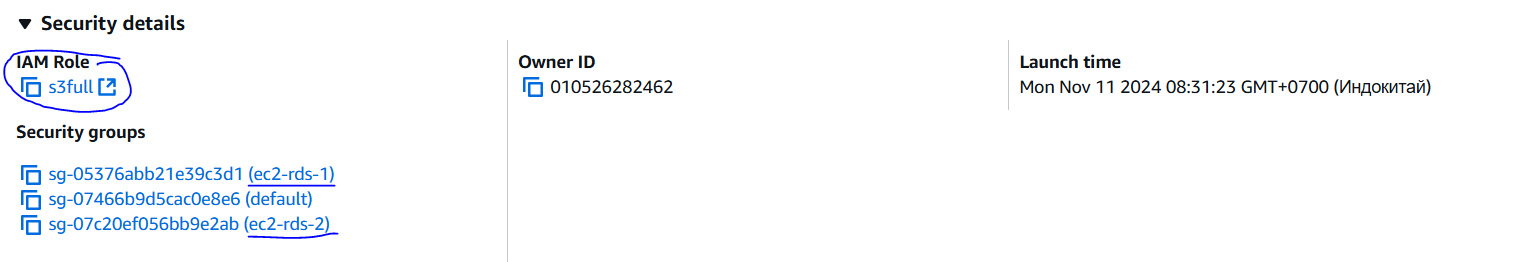 Security details
IAM Role
s3full
Owner ID
010526282462
Launch time
Mon Nov 11 2024 08:31:23 GMT+0700 (Индокитай)
Security groups
sg-05376abb21e39c3d1 (ec2-rds-1)
sg-07466b9d5cac0e8e6 (default)
sg-07c20ef056bb9e2ab (ec2-rds-2)